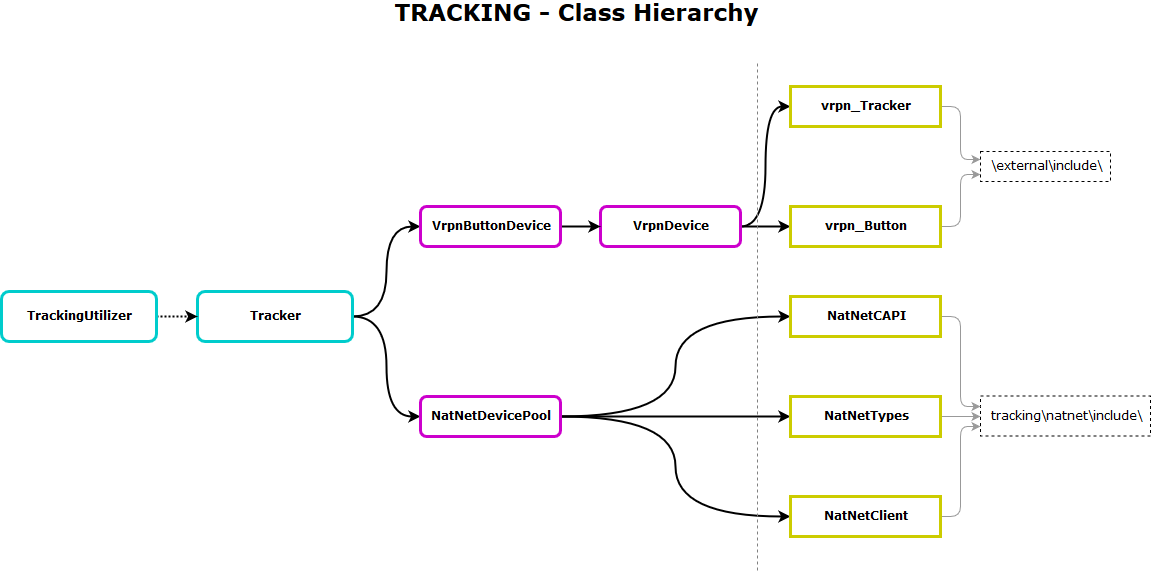 TRACKING - Class Hierarchy
vrpn_Tracker
\external\include\
VrpnButtonDevice
VrpnDevice
vrpn_Button
TrackingUtilizer
Tracker
NatNetCAPI
NatNetDevicePool
NatNetTypes
tracking\natnet\include\
NatNetClient